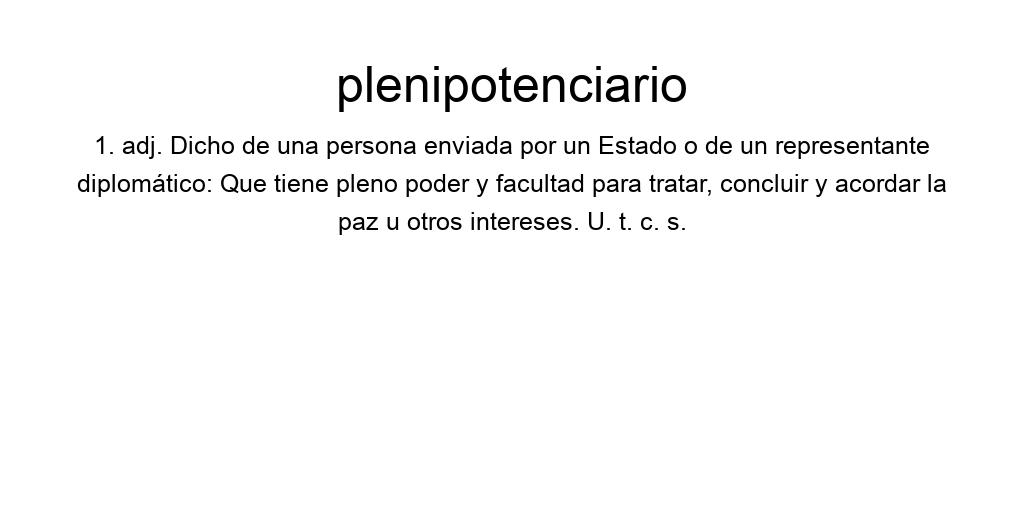 plenipotenciario
1. adj. Dicho de una persona enviada por un Estado o de un representante
diplomático: Que tiene pleno poder y facultad para tratar, concluir y acordar la
paz u otros intereses. U. t. c. s.